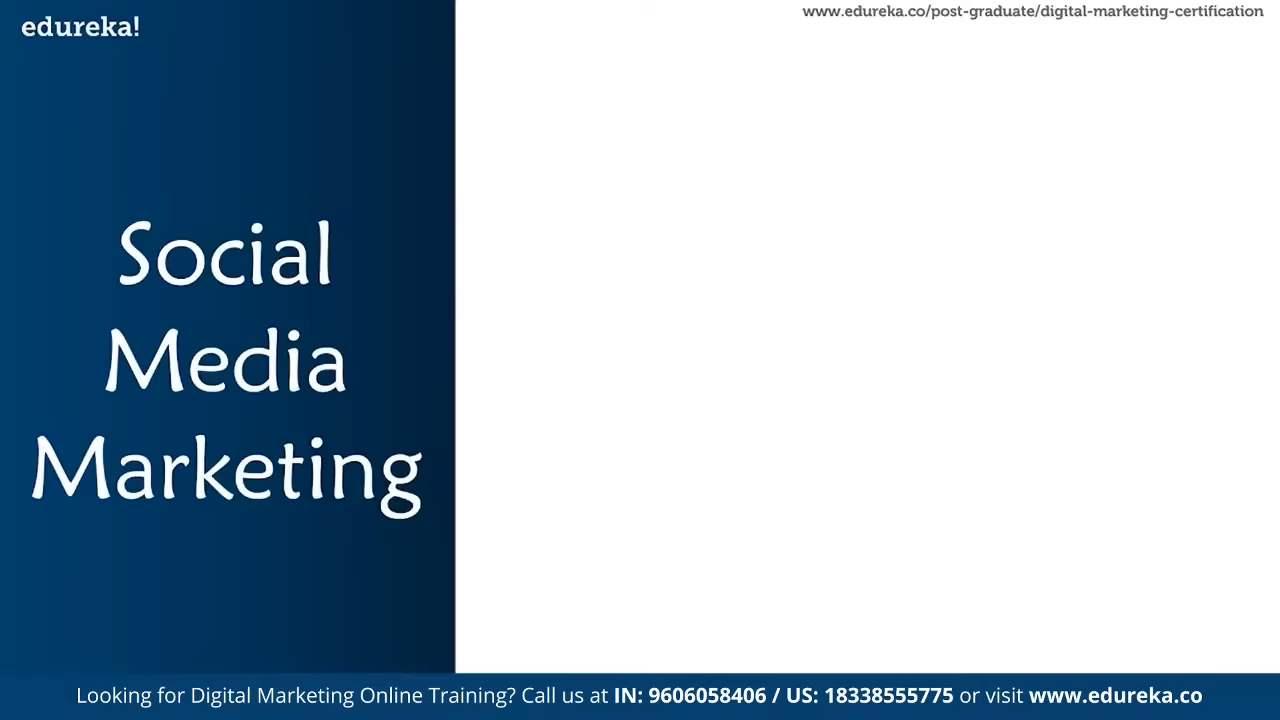 edureka!
www.edureka.co/post-graduate/digital-marketing-certification
Social
Media
Marketing
Looking for Digital Marketing Online Training? Call us at IN: 9606058406 / US: 18338555775 or visit www.edureka.co